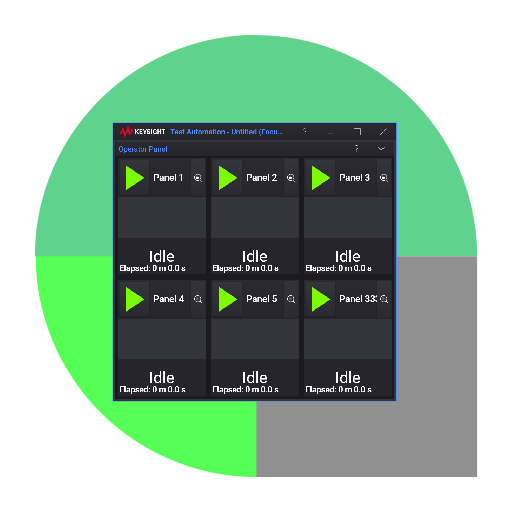 KEYSIGHT Test Automation - Untitled (Focu...
Operator Panel
Panel 1 Panel 2 Panel 3
Idle Idle Idle
Elapsed: 0 m 0.0 s Elapsed: 0 m 0.0 s Elapsed: 0 m 0.0 s
Panel 4 Panel 5 Panel 33
Idle Idle Idle
Elapsed: 0 m 0.0 s Elapsed: 0 m 0.0 s Elapsed: 0 m 0.0 s